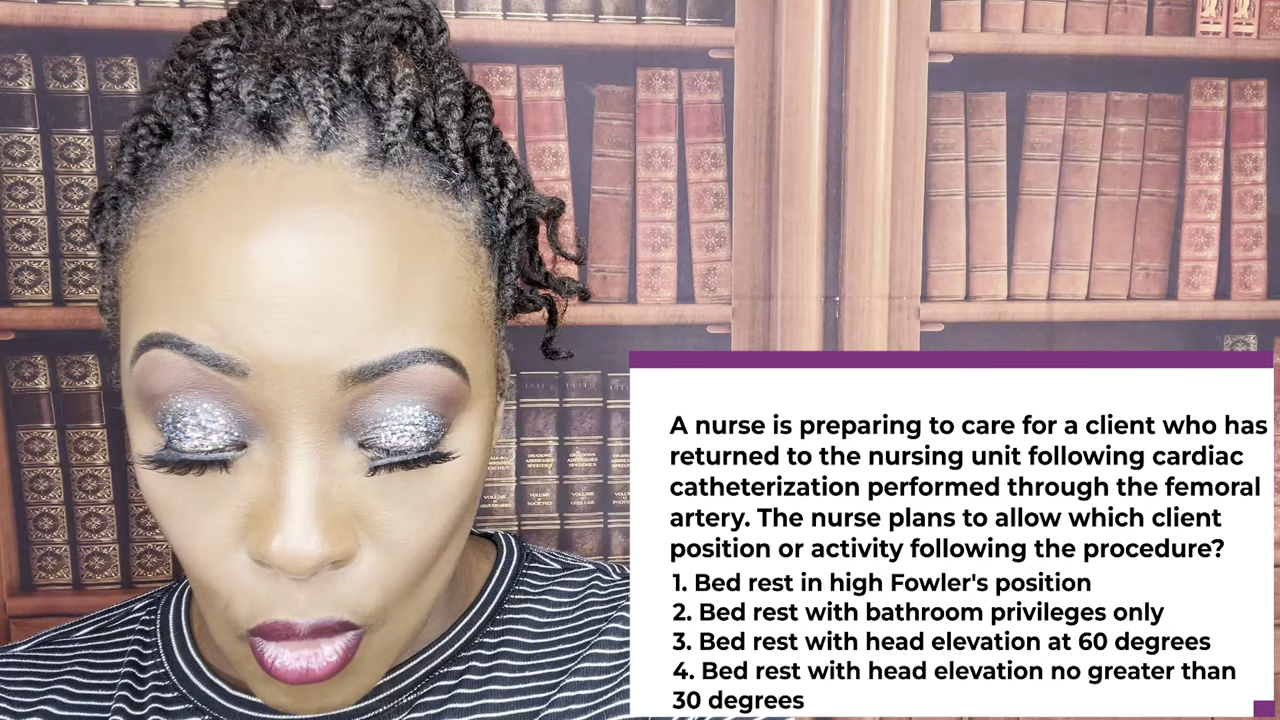 A nurse is preparing to care for a client who has
returned to the nursing unit following cardiac
catheterization performed through the femoral
artery. The nurse plans to allow which client
position or activity following the procedure?
1. Bed rest in high Fowler's position
2. Bed rest with bathroom privileges only
3. Bed rest with head elevation at 60 degrees
4. Bed rest with head elevation no greater than
30 degrees